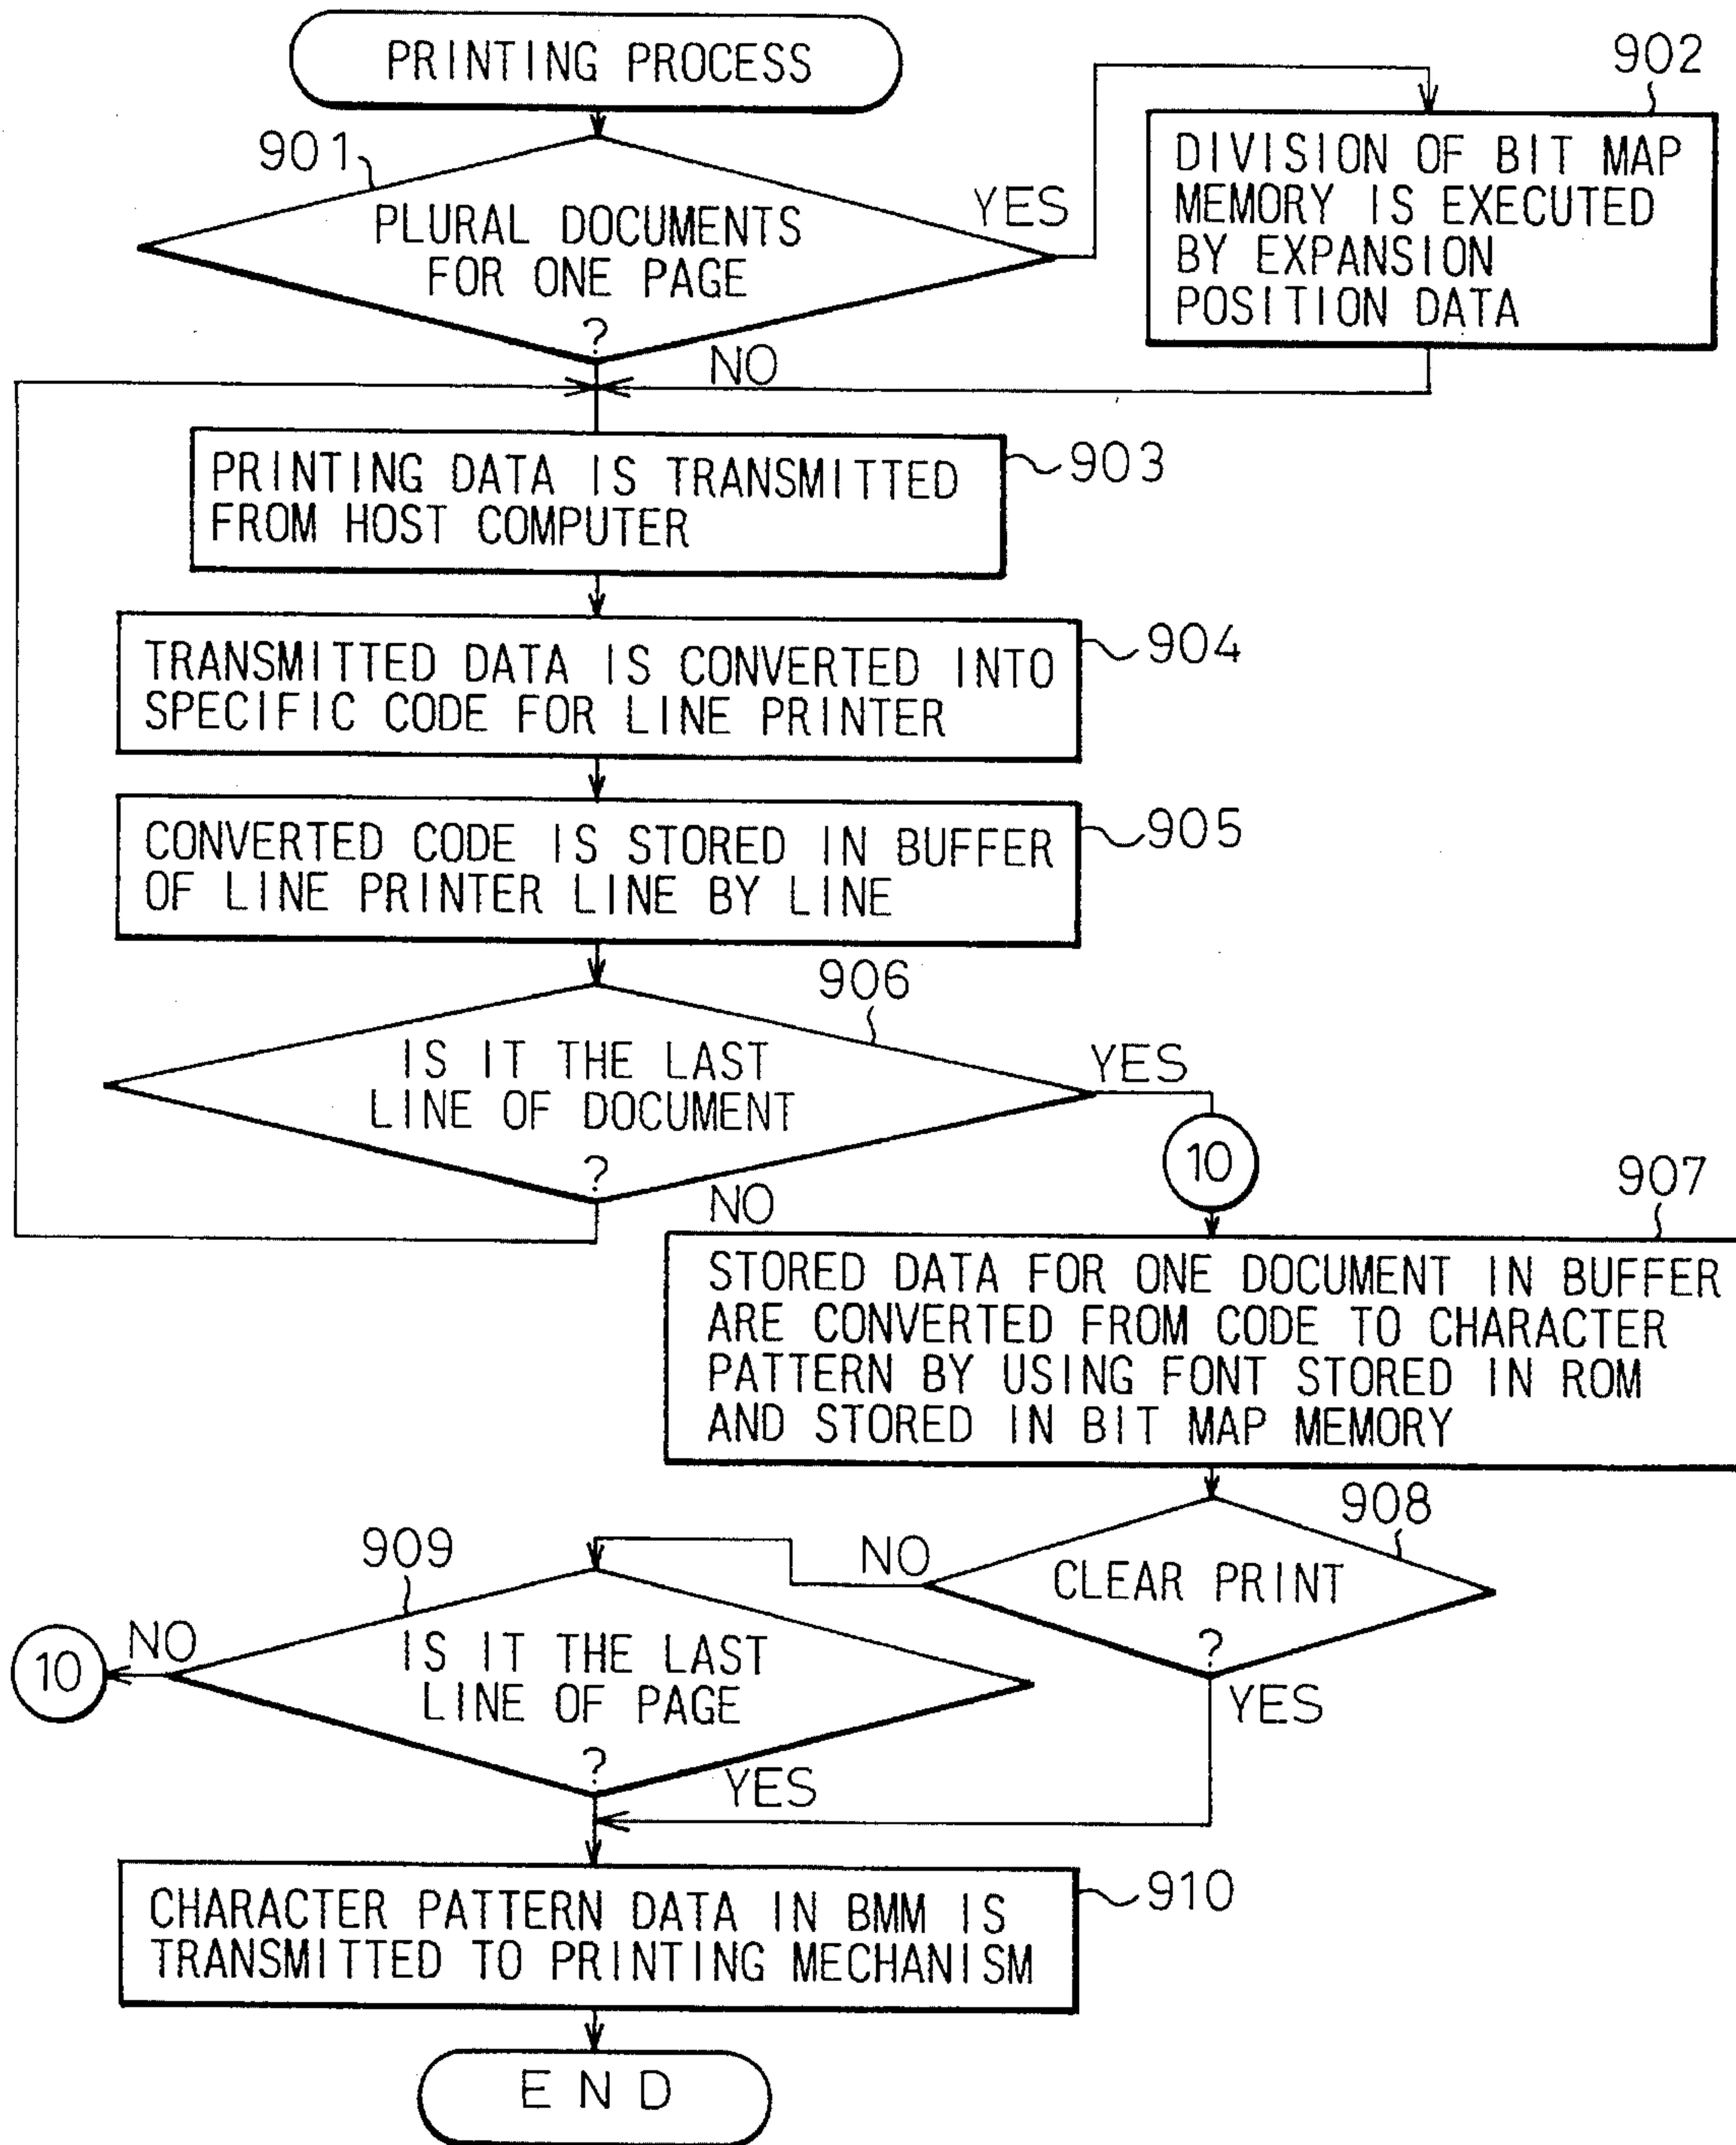 PRINTING PROCESS
901
PLURAL DOCUMENTS
FOR ONE PAGE
?
YES
NO
902
DIVISION OF BIT MAP
MEMORY IS EXECUTED
BY EXPANSION
POSITION DATA
903
PRINTING DATA IS TRANSMITTED
FROM HOST COMPUTER
904
TRANSMITTED DATA IS CONVERTED INTO
SPECIFIC CODE FOR LINE PRINTER
905
CONVERTED CODE IS STORED IN BUFFER
OF LINE PRINTER LINE BY LINE
906
IS IT THE LAST
LINE OF DOCUMENT
?
YES
NO
10
907
STORED DATA FOR ONE DOCUMENT IN BUFFER
ARE CONVERTED FROM CODE TO CHARACTER
PATTERN BY USING FONT STORED IN ROM
AND STORED IN BIT MAP MEMORY
908
CLEAR PRINT
?
NO
YES
909
IS IT THE LAST
LINE OF PAGE
?
NO
10
YES
910
CHARACTER PATTERN DATA IN BMM IS
TRANSMITTED TO PRINTING MECHANISM
END